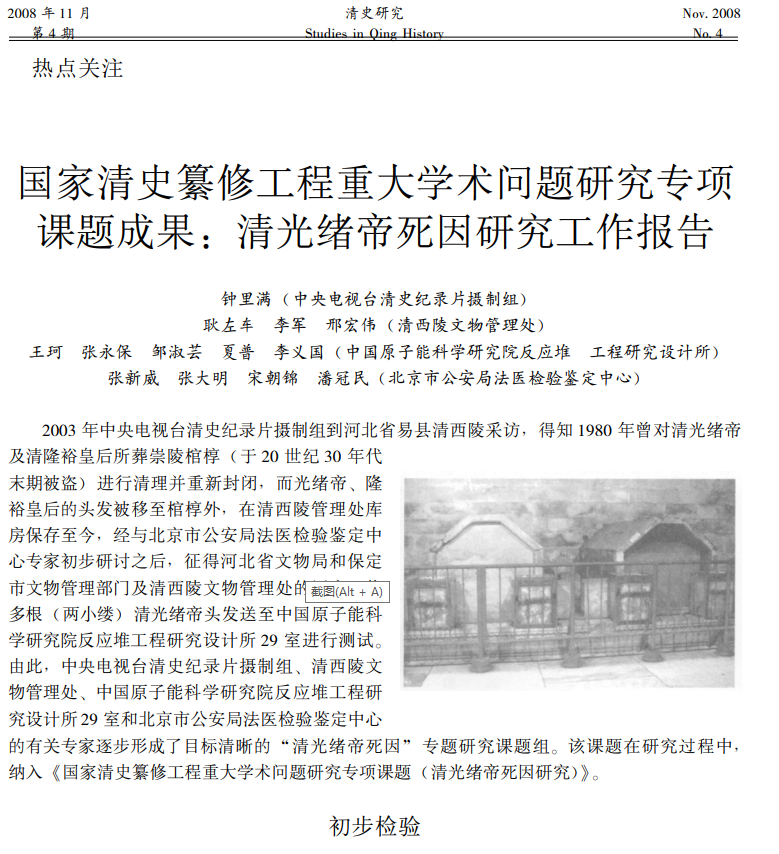 2008 年 11 月 清史研究 Nov. 2008
第 4 期 Studies in Qing History No. 4
热点关注
国家清史纂修工程重大学术问题研究专项
课题成果：清光绪帝死因研究工作报告
钟里满（中央电视台清史纪录片摄制组）
耿左车 李军 邢宏伟（清西陵文物管理处）
王珂 张永保 邹淑芸 夏普 李义国（中国原子能科学研究院反应堆 工程研究设计所）
张新威 张大明 宋朝锦 潘冠民（北京市公安局法医检验鉴定中心）
2003 年中央电视台清史纪录片摄制组到河北省易县清西陵采访，得知 1980 年曾对清光绪帝
及清隆裕皇后所葬崇陵棺椁（于 20 世纪 30 年代
末期被盗）进行清理并重新封闭，而光绪帝、隆
裕皇后的头发被移至棺椁外，在清西陵管理处库
房保存至今，经与北京市公安局法医检验鉴定中
心专家初步研讨之后，征得河北省文物局和保定
市文物管理部门及清西陵文物管理处的
截图(Alt + A)
多根（两小缕）清光绪帝头发送至中国原子能科
学研究院反应堆工程研究设计所 29 室进行测试。
由此，中央电视台清史纪录片摄制组、清西陵文
物管理处、中国原子能科学研究院反应堆工程研
究设计所 29 室和北京市公安局法医检验鉴定中心
的有关专家逐步形成了目标清晰的“清光绪帝死因”专题研究课题组。该课题在研究过程中，
纳入《国家清史纂修工程重大学术问题研究专项课题（清光绪帝死因研究）》。
初步检验